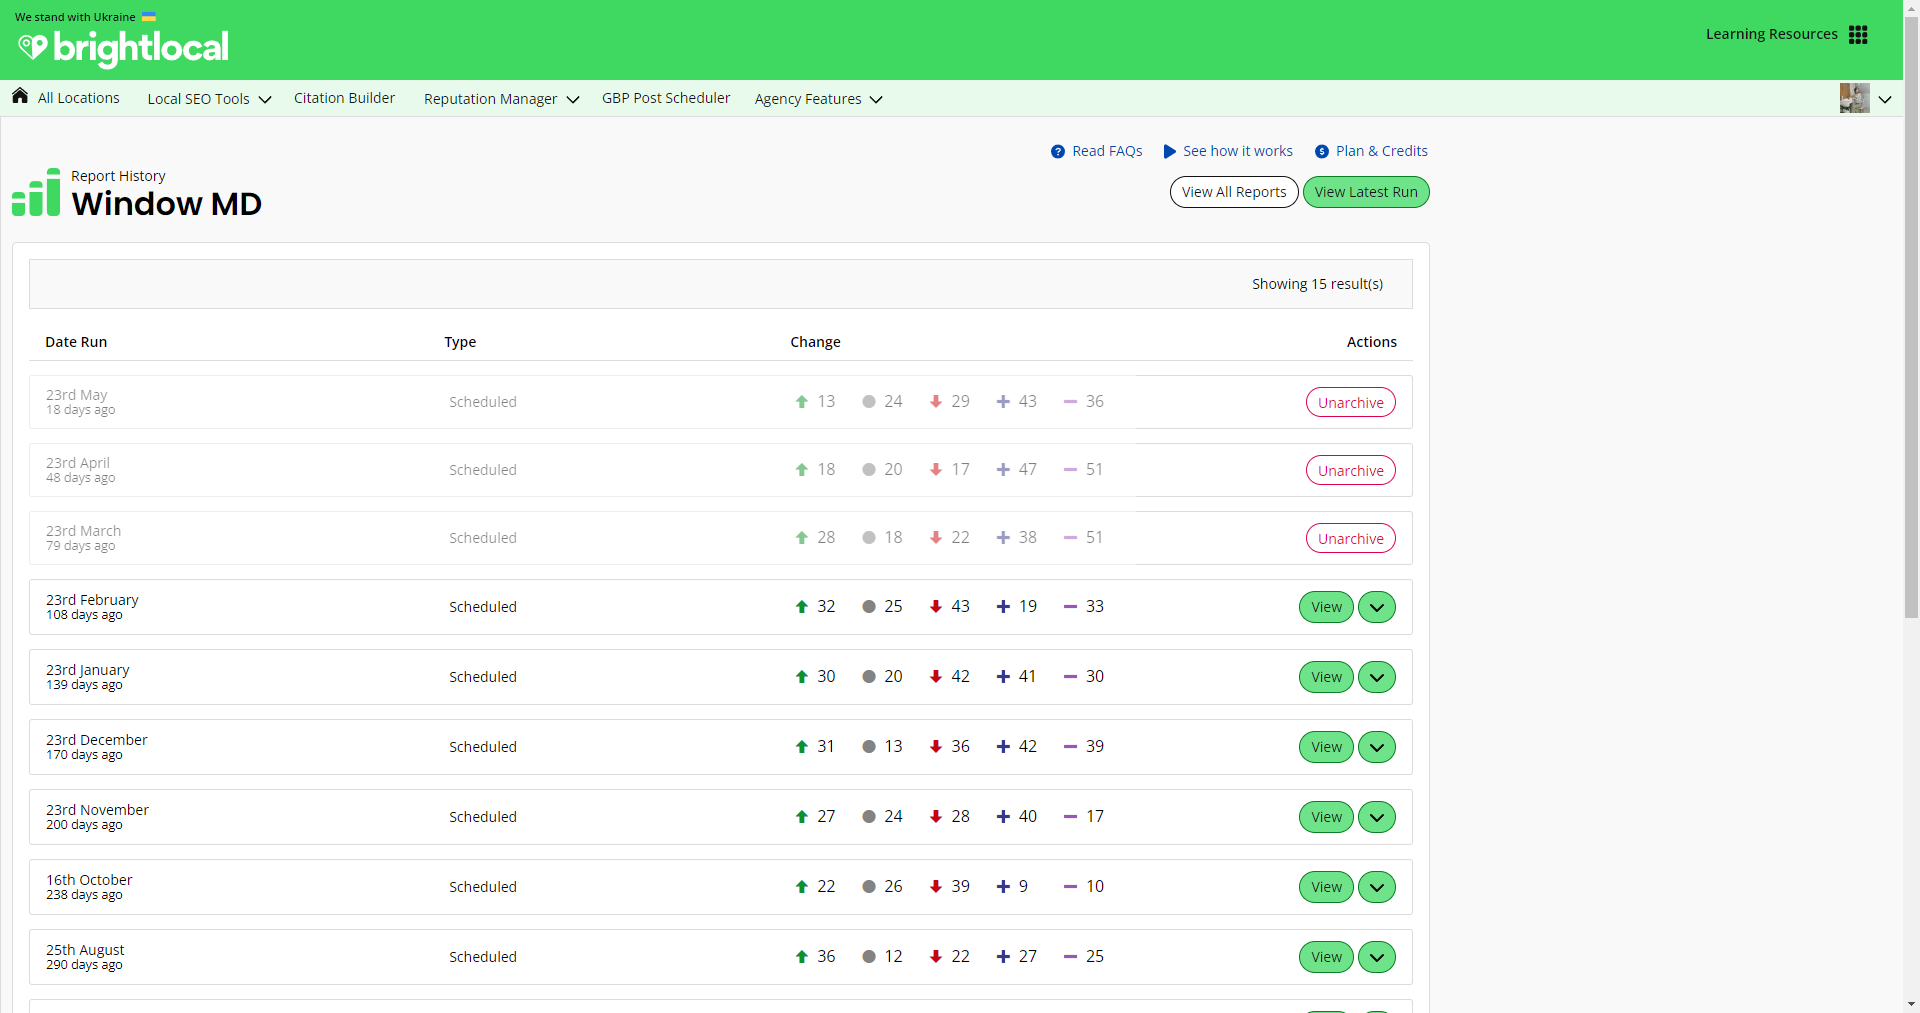 We stand with Ukraine
brightlocal
Learning Resources
All Locations Local SEO Tools Citation Builder Reputation Manager GBP Post Scheduler Agency Features
Read FAQs See how it works Plan & Credits
Report History
Window MD
View All Reports View Latest Run
Showing 15 result(s)
Date Run Type Change Actions
23rd May
18 days ago
Scheduled 13 24 29 43 36 Unarchive
23rd April
48 days ago
Scheduled 18 20 17 47 51 Unarchive
23rd March
79 days ago
Scheduled 28 18 22 38 51 Unarchive
23rd February
108 days ago
Scheduled 32 25 43 19 33 View
23rd January
139 days ago
Scheduled 30 20 42 41 30 View
23rd December
170 days ago
Scheduled 31 13 36 42 39 View
23rd November
200 days ago
Scheduled 27 24 28 40 17 View
16th October
238 days ago
Scheduled 22 26 39 9 10 View
25th August
290 days ago
Scheduled 36 12 22 27 25 View